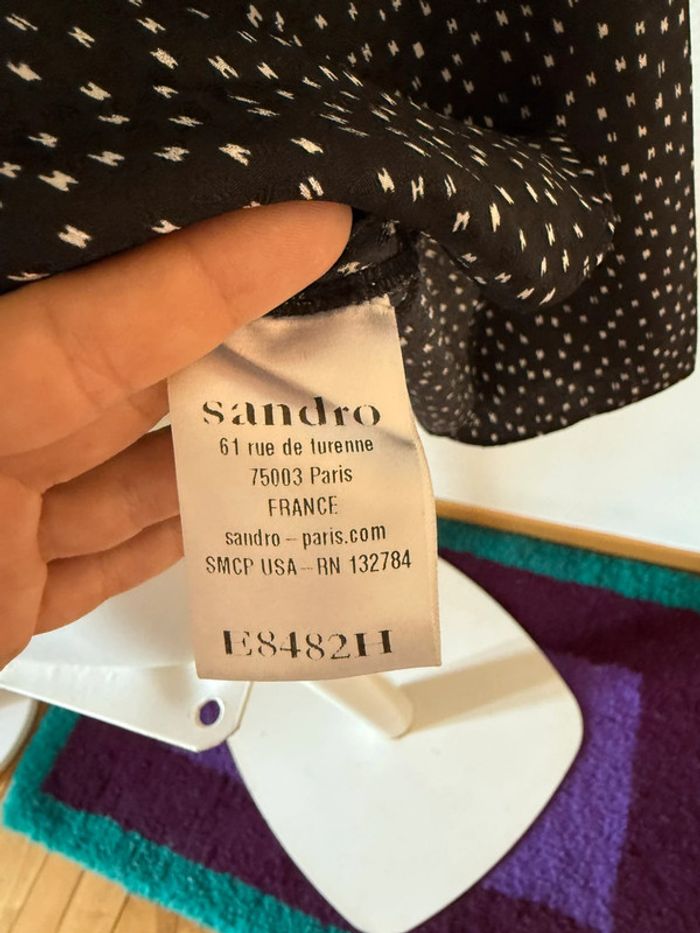 sandro
61 rue de turenne
75003 Paris
FRANCE
sandro-paris.com
SMCP USA-RN 132784
E8482H